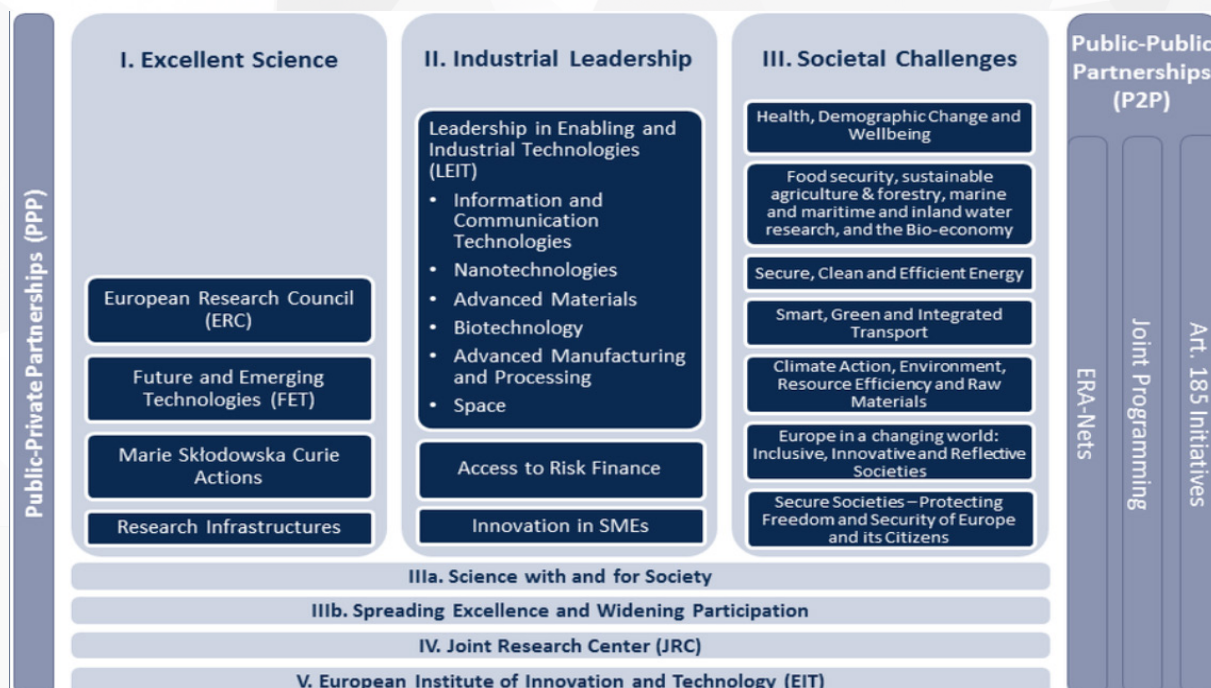 Public-Private Partnerships (PPP)
I. Excellent Science
European Research Council
(ERC)
Future and Emerging
Technologies (FET)
Marie Skłodowska Curie
Actions
Research Infrastructures
II. Industrial Leadership
Leadership in Enabling and
Industrial Technologies
(LEIT)
• Information and
Communication
Technologies
• Nanotechnologies
• Advanced Materials
• Biotechnology
• Advanced Manufacturing
and Processing
• Space
Access to Risk Finance
Innovation in SMEs
III. Societal Challenges
Health, Demographic Change and
Wellbeing
Food security, sustainable
agriculture & forestry, marine
and maritime and inland water
research, and the Bio-economy
Secure, Clean and Efficient Energy
Smart, Green and Integrated
Transport
Climate Action, Environment,
Resource Efficiency and Raw
Materials
Europe in a changing world:
Inclusive, Innovative and Reflective
Societies
Secure Societies – Protecting
Freedom and Security of Europe
and its Citizens
IIIa. Science with and for Society
IIIb. Spreading Excellence and Widening Participation
IV. Joint Research Center (JRC)
V. European Institute of Innovation and Technology (EIT)
Public-Public
Partnerships
(P2P)
ERA-Nets
Joint Programming
Art. 185 Initiatives